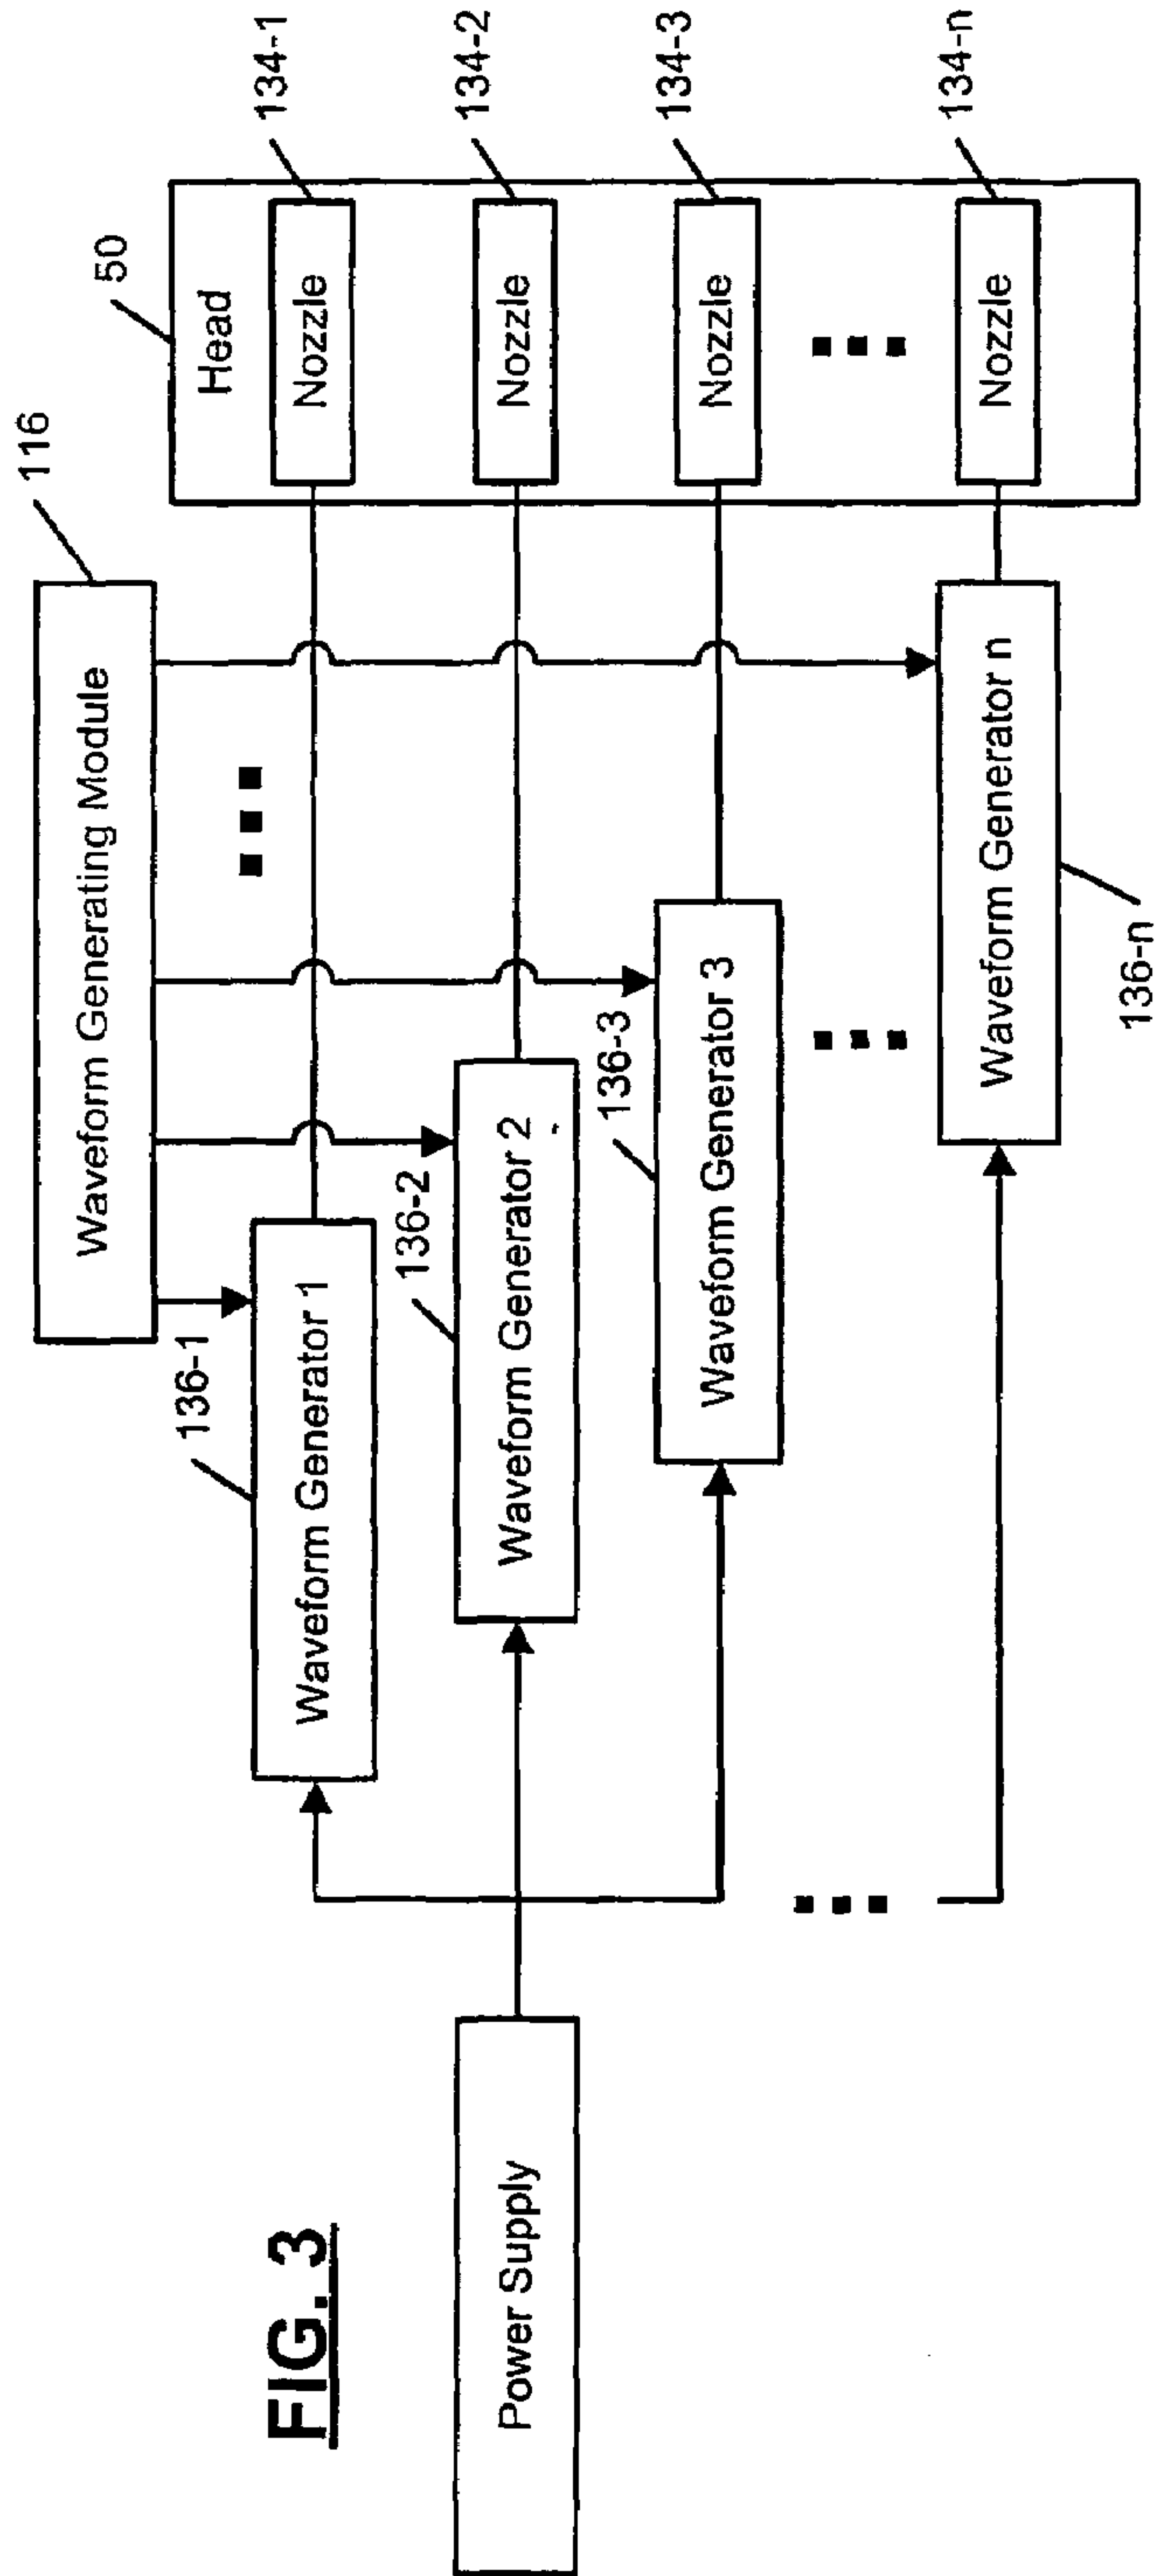 116
Waveform Generating Module
50
Head
136-1
Waveform Generator 1
Nozzle
134-1
136-2
Waveform Generator 2
Nozzle
134-2
Power Supply
136-3
Waveform Generator 3
Nozzle
134-3
Waveform Generator n
136-n
Nozzle
134-n
FIG. 3